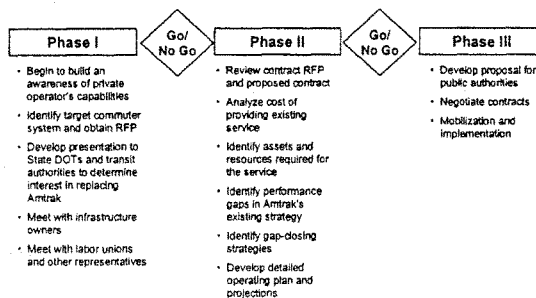 Phase I
Go/
No Go
Phase II
Go/
No Go
Phase III
• Begin to build an
awareness of private
operator's capabilities
• Identify target commuter
system and obtain RFP
• Develop presentation to
State DOTs and transit
authorities to determine
interest in replacing
Amtrak
• Meet with infrastructure
owners
• Meet with labor unions
and other representatives
• Review contract RFP
and proposed contract
• Analyze cost of
providing existing
service
• Identify assets and
resources required for
the service
• Identify performance
gaps in Amtrak's
existing strategy
• Identify gap-closing
strategies
• Develop detailed
operating plan and
projections
• Develop proposal for
public authorities
• Negotiate contracts
• Mobilization and
implementation